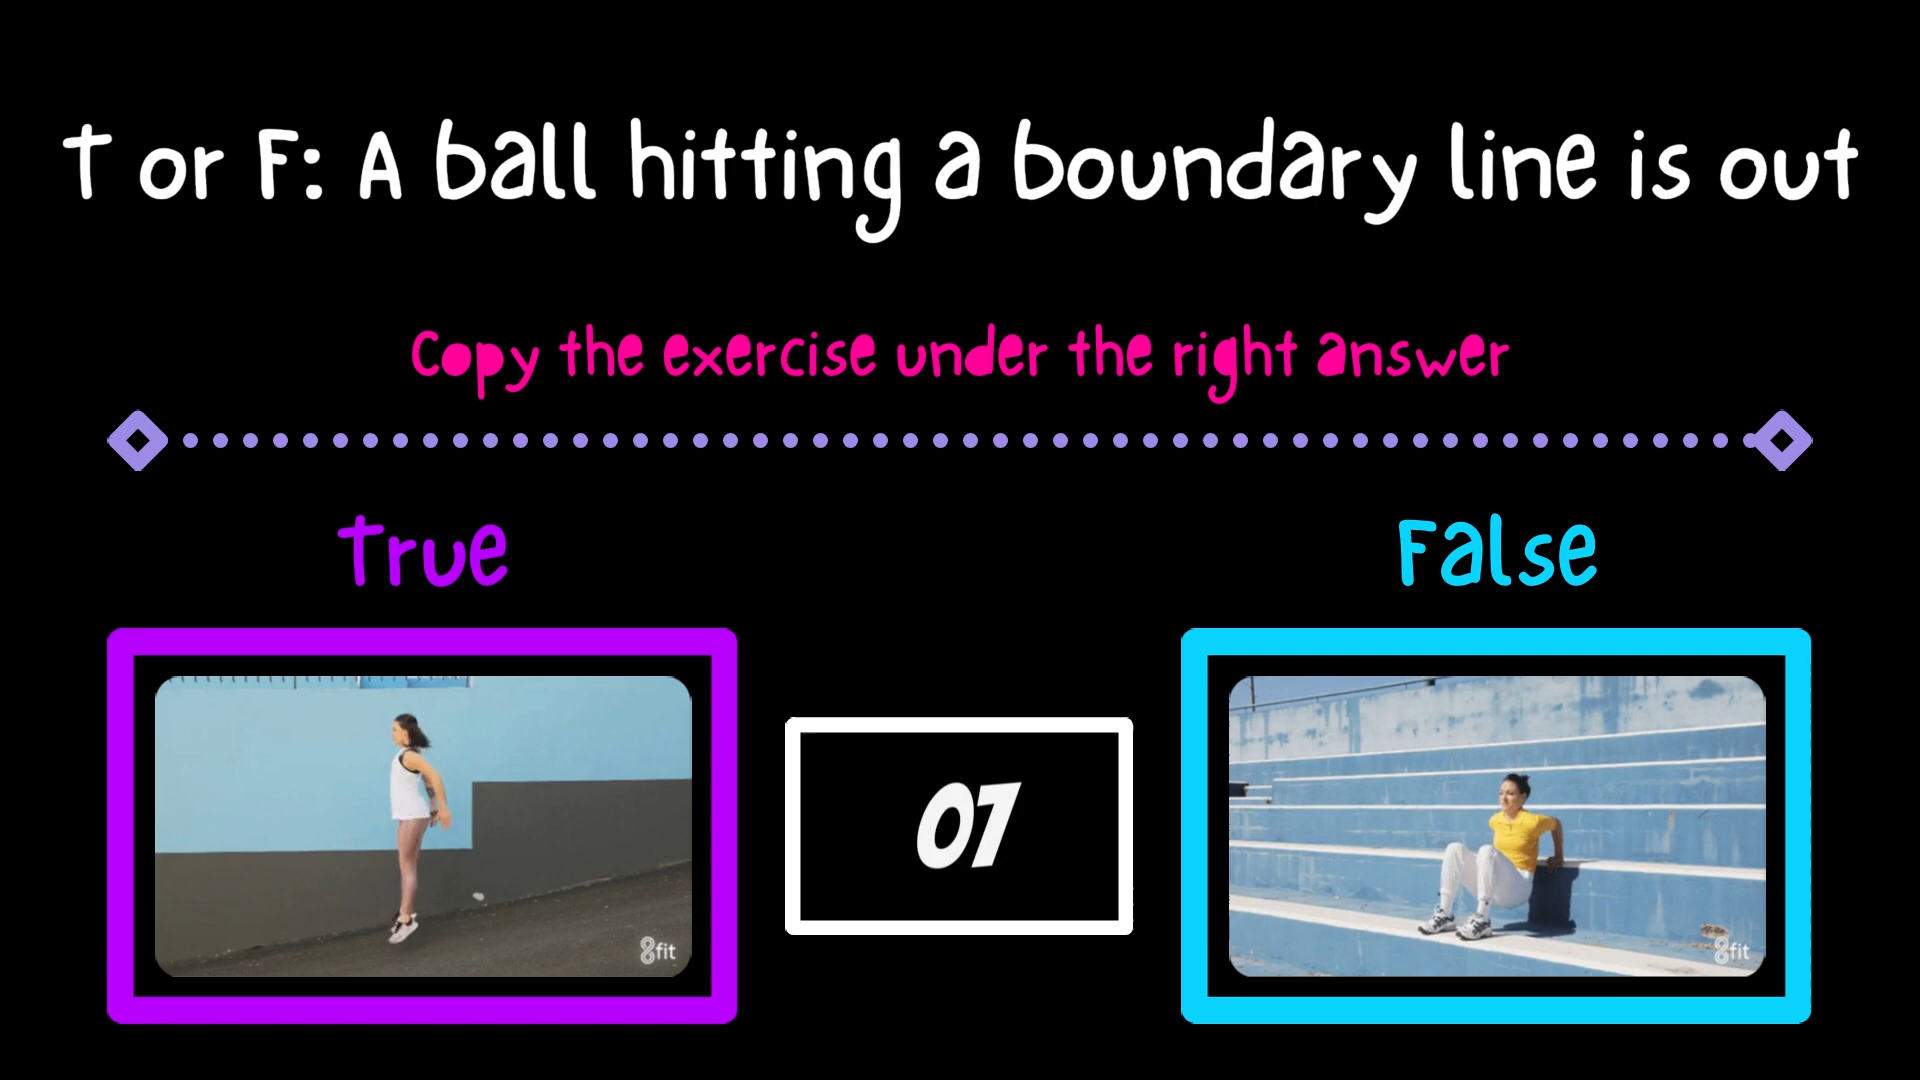 T or F: A ball hitting a boundary line is out
Copy the exercise under the right answer
True
False
07
8fit
8fit